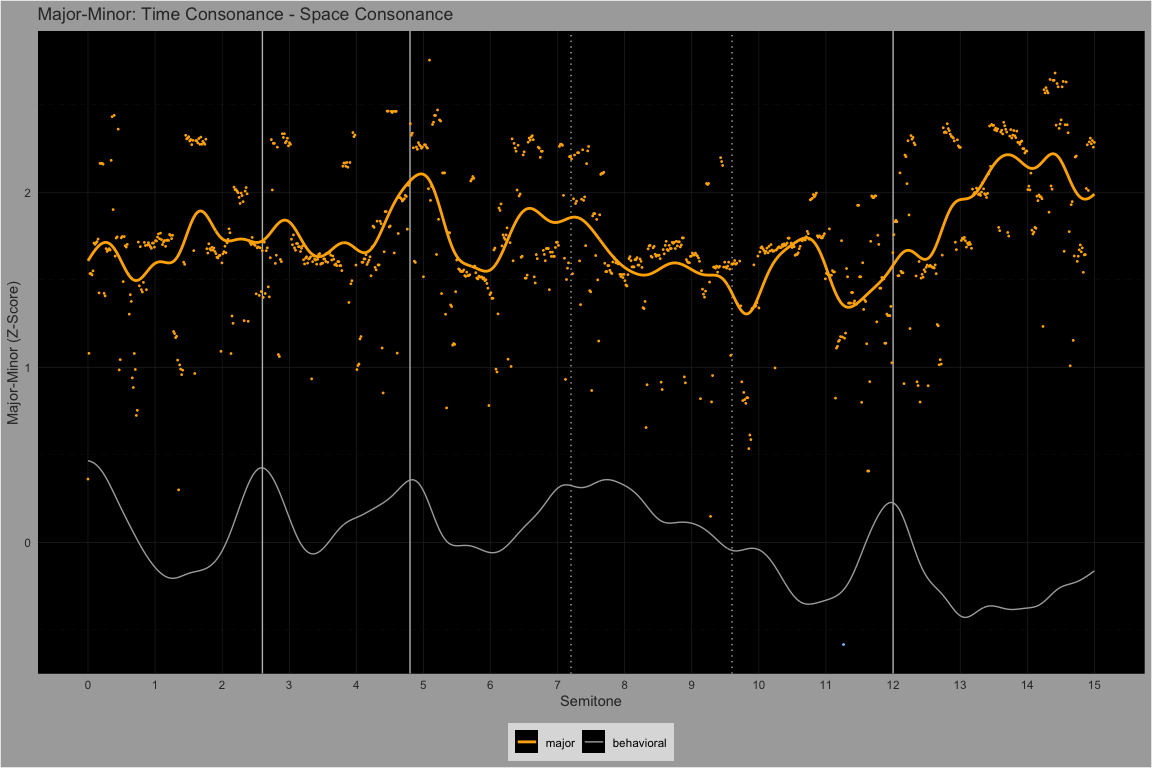 Major-Minor: Time Consonance - Space Consonance
Major-Minor (Z-Score)
2
1
0
0 1 2 3 4 5 6 7 8 9 10 11 12 13 14 15
Semitone
major behavioral